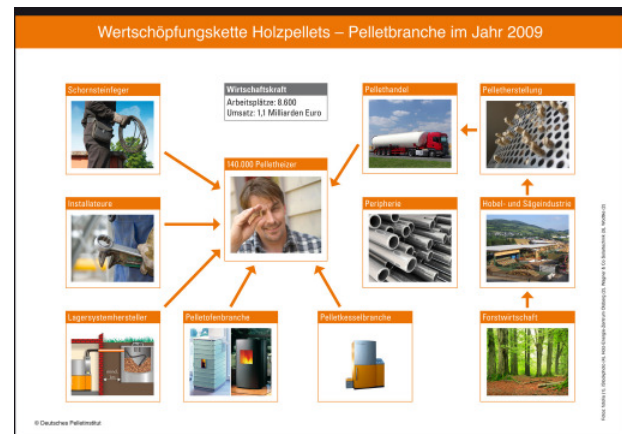 Wertschöpfungskette Holzpellets – Pelletbranche im Jahr 2009
Schornsteinfeger
Wirtschaftskraft
Arbeitsplätze: 8.600
Umsatz: 1,1 Milliarden Euro
Pellethandel
Pelletherstellung
140.000 Pelletheizer
Installateure
Peripherie
Hobel- und Sägeindustrie
Lagersystemhersteller
Pelletofenbranche
Pelletkesselbranche
Forstwirtschaft
© Deutsches Pelletinstitut